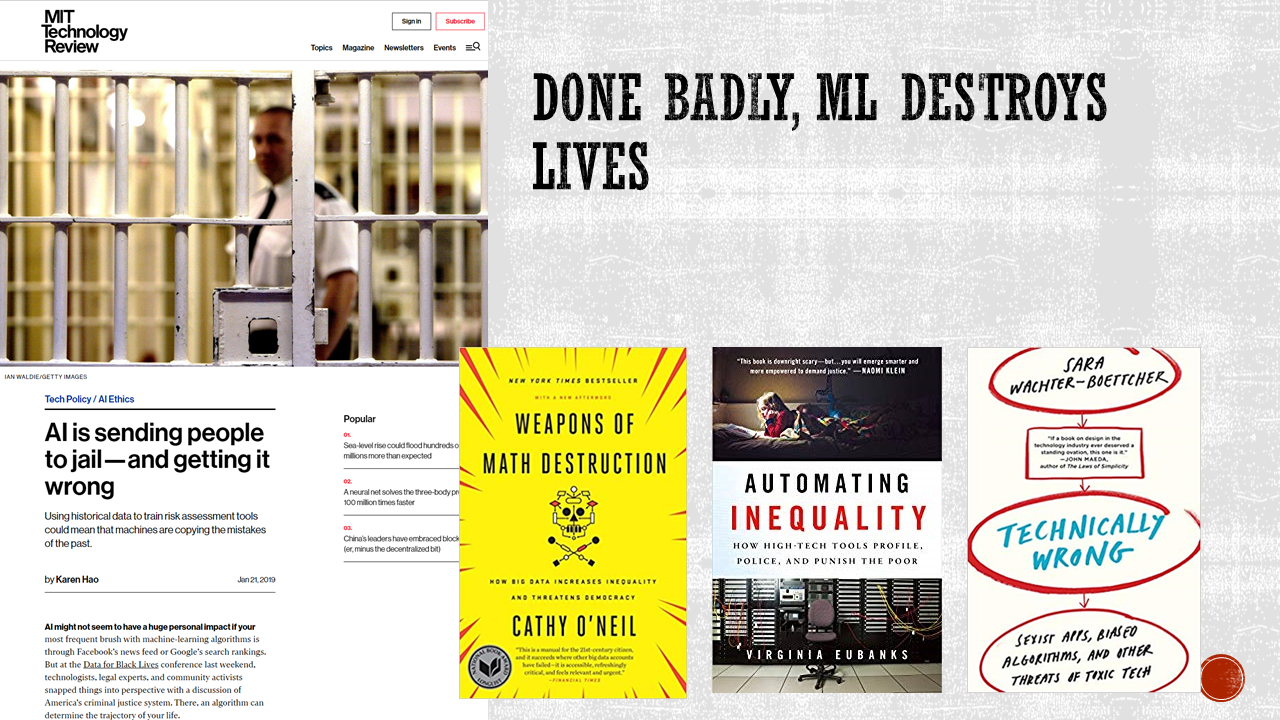 MIT
Technology
Review
Sign in
Subscribe
Topics
Magazine
Newsletters
Events
IAN WALDIE/GETTY IMAGES
Tech Policy / AI Ethics
AI is sending people
to jail—and getting it
wrong
Using historical data to train risk assessment tools
could mean that machines are copying the mistakes
of the past.
by Karen Hao
Jan 21, 2019
AI might not seem to have a huge personal impact if your
most frequent brush with machine-learning algorithms is
through Facebook's news feed or Google's search rankings.
But at the Data for Black Lives conference last weekend,
technologists, legal experts, and community activists
snapped things into perspective with a discussion of
America's criminal justice system. There, an algorithm can
determine the trajectory of your life.
Popular
01.
Sea-level rise could flood hundreds o
millions more than expected
02.
A neural net solves the three-body pr
100 million times faster
03.
China's leaders have embraced block
(er, minus the decentralized bit)
DONE BADLY, ML DESTROYS
LIVES
NEW YORK TIMES BESTSELLER
WITH A NEW AFTERWORD
WEAPONS OF
MATH DESTRUCTION
HOW BIG DATA INCREASES INEQUALITY
AND THREATENS DEMOCRACY
CATHY O'NEIL
"This is a manual for the 21st-century citizen,
and it succeeds where other big data accounts
have failed—it is accessible, refreshingly
critical, and feels relevant and urgent."
—FINANCIAL TIMES
"This book is downright scary—but...you will emerge smarter and
more empowered to demand justice." —NAOMI KLEIN
AUTOMATING
INEQUALITY
HOW HIGH-TECH TOOLS PROFILE,
POLICE, AND PUNISH THE POOR
VIRGINIA EUBANKS
SARA
WACHTER-BOETTCHER
"If a book on design in the
technology industry ever deserved a
standing ovation, this one is it."
—JOHN MAEDA,
author of The Laws of Simplicity
TECHNICALLY
WRONG
SEXIST APPS, BIASED
ALGORITHMS, AND OTHER
THREATS OF TOXIC TECH